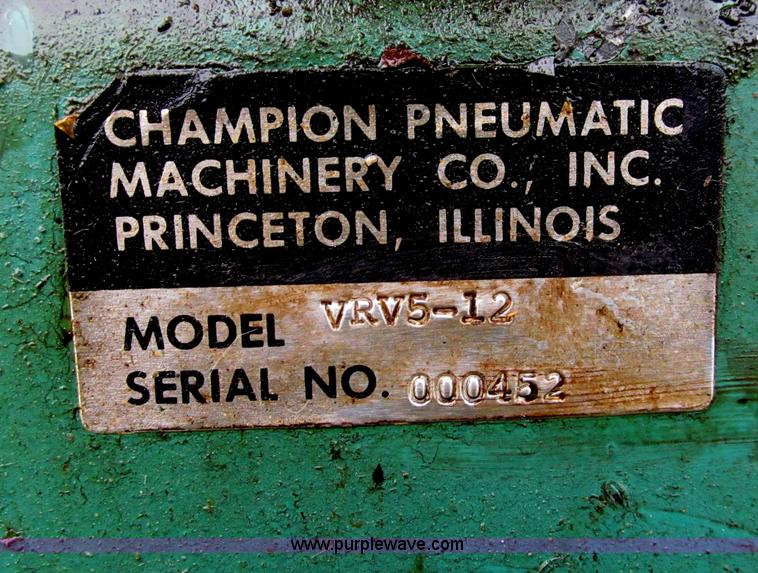 CHAMPION PNEUMATIC
MACHINERY CO., INC.
PRINCETON, ILLINOIS
MODEL VRV5-12
SERIAL NO. 000452
www.purplewave.com